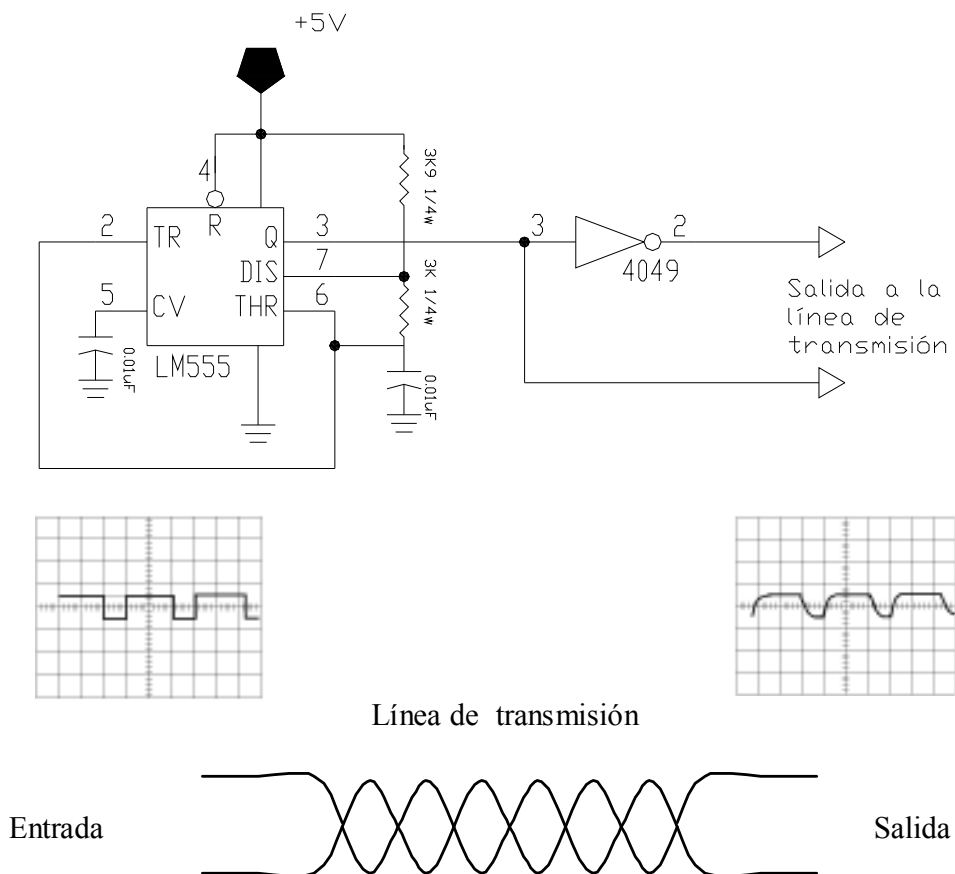 +5V
4
3K9 1/4w
2
TR
R
Q
3
3
2
DIS
7
4049
5
CV
THR
6
3K 1/4w
Salida a la
línea de
transmisión
0.01uF
LM555
0.01uF
Línea de transmisión
Entrada
Salida